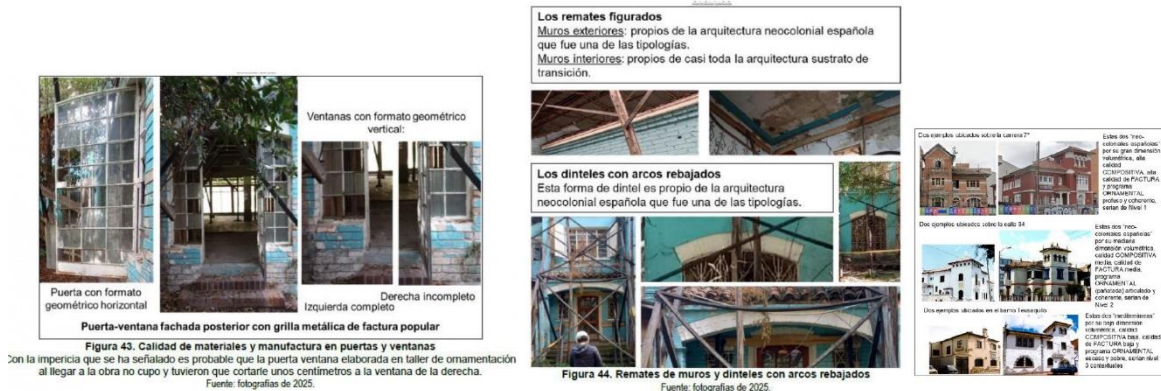 Ventanas con formato geométrico
vertical:
Puerta con formato
geométrico horizontal
Derecha incompleto
Izquierda completo
Puerta-ventana fachada posterior con grilla metálica de factura popular
Figura 43. Calidad de materiales y manufactura en puertas y ventanas
Con la impericia que se ha señalado es probable que la puerta ventana elaborada en taller de ornamentación
al llegar a la obra no cupo y tuvieron que cortarle unos centímetros a la ventana de la derecha.
Fuente: fotografías de 2025.
Los remates figurados
Muros exteriores: propios de la arquitectura neocolonial española
que fue una de las tipologías.
Muros interiores: propios de casi toda la arquitectura sustrato de
transición.
Los dinteles con arcos rebajados
Esta forma de dintel es propio de la arquitectura
neocolonial española que fue una de las tipologías.
Figura 44. Remates de muros y dinteles con arcos rebajados
Fuente: fotografías de 2025.
Dos ejemplos ubicados sobre la carrera 7ª
Estas dos "neo-
coloniales españolas"
por su gran dimensión
volumétrica, alta
calidad
COMPOSITIVA, alta
calidad de FACTURA
y programa
ORNAMENTAL
profuso y coherente,
serían de Nivel 1
Dos ejemplos ubicados sobre la calle 34
Estas dos "neo-
coloniales españolas"
por su mediana
dimensión volumétrica,
calidad COMPOSITIVA
media, calidad de
FACTURA media,
programa
ORNAMENTAL
articulado y
coherente, serían de
Nivel 2
Dos ejemplos ubicados en el barrio Teusaquillo
Estas dos
por su baja dimensión
volumétrica, calidad
COMPOSITIVA baja, calidad
de FACTURA baja y
programa ORNAMENTAL
escaso y pobre, serían nivel
3 contextuales